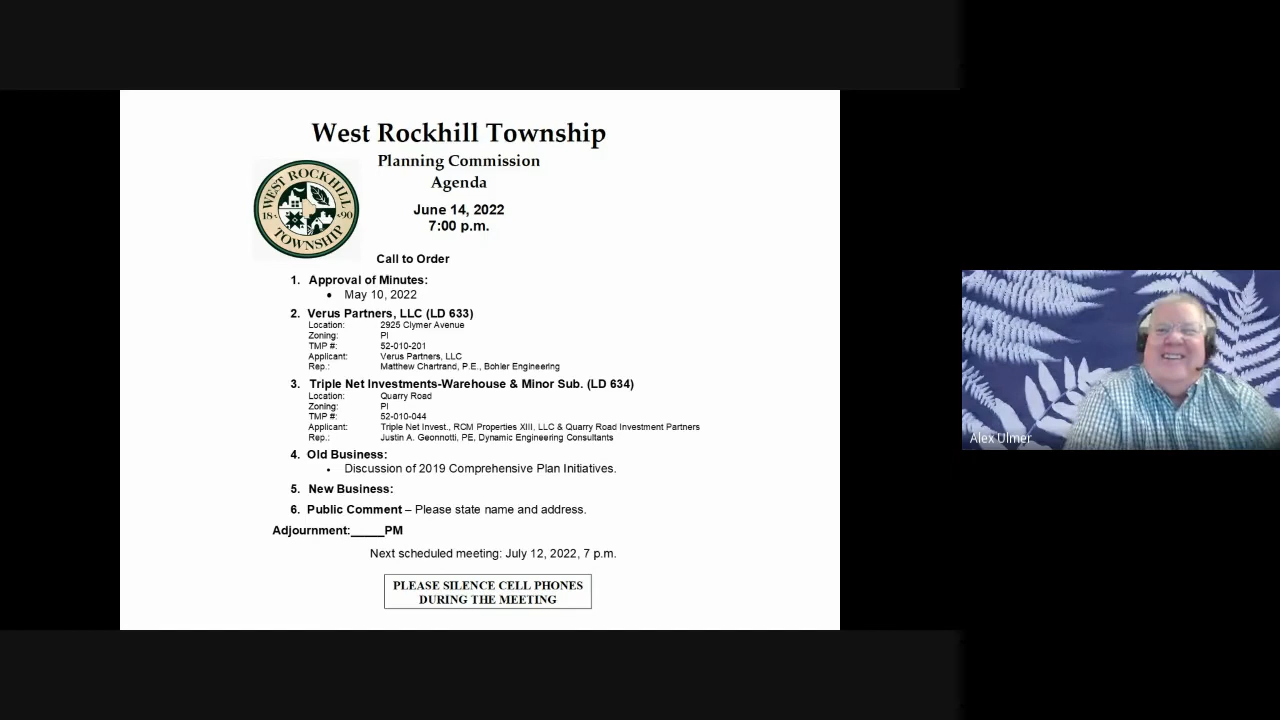 West Rockhill Township
Planning Commission
Agenda
WEST ROCKHILL
18 90
TOWNSHIP
June 14, 2022
7:00 p.m.
Call to Order
1. Approval of Minutes:
• May 10, 2022
2. Verus Partners, LLC (LD 633)
Location: 2925 Clymer Avenue
Zoning: PI
TMP #: 52-010-201
Applicant: Verus Partners, LLC
Rep.: Matthew Chartrand, P.E., Bohler Engineering
3. Triple Net Investments-Warehouse & Minor Sub. (LD 634)
Location: Quarry Road
Zoning: PI
TMP #: 52-010-044
Applicant: Triple Net Invest., RCM Properties XIII, LLC & Quarry Road Investment Partners
Rep.: Justin A. Geonnotti, PE, Dynamic Engineering Consultants
4. Old Business:
• Discussion of 2019 Comprehensive Plan Initiatives.
5. New Business:
6. Public Comment – Please state name and address.
Adjournment:_____PM
Next scheduled meeting: July 12, 2022, 7 p.m.
PLEASE SILENCE CELL PHONES
DURING THE MEETING
Alex Ulmer